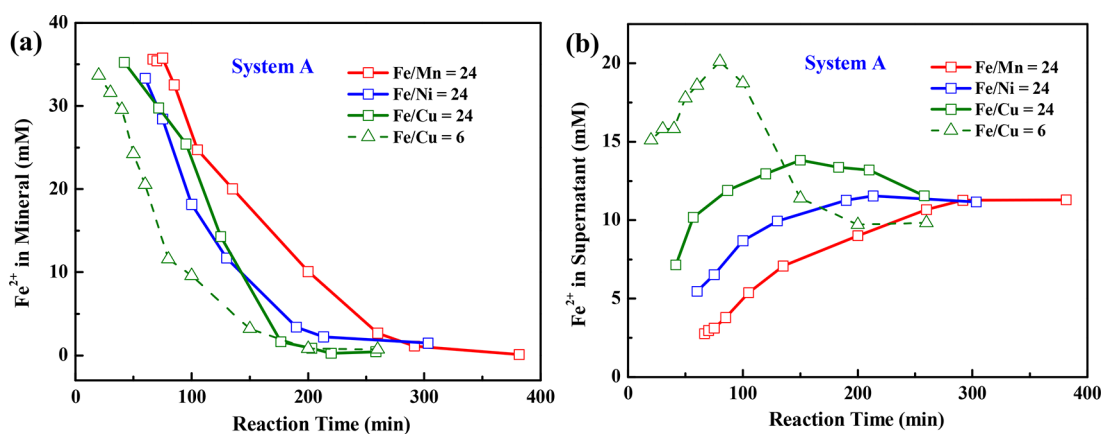 (a)
System A
Fe/Mn = 24
Fe/Ni = 24
Fe/Cu = 24
Fe/Cu = 6
Fe²⁺ in Mineral (mM)
40
30
20
10
0
0 100 200 300 400
Reaction Time (min)
(b)
System A
Fe/Mn = 24
Fe/Ni = 24
Fe/Cu = 24
Fe/Cu = 6
Fe²⁺ in Supernatant (mM)
20
15
10
5
0
0 100 200 300 400
Reaction Time (min)